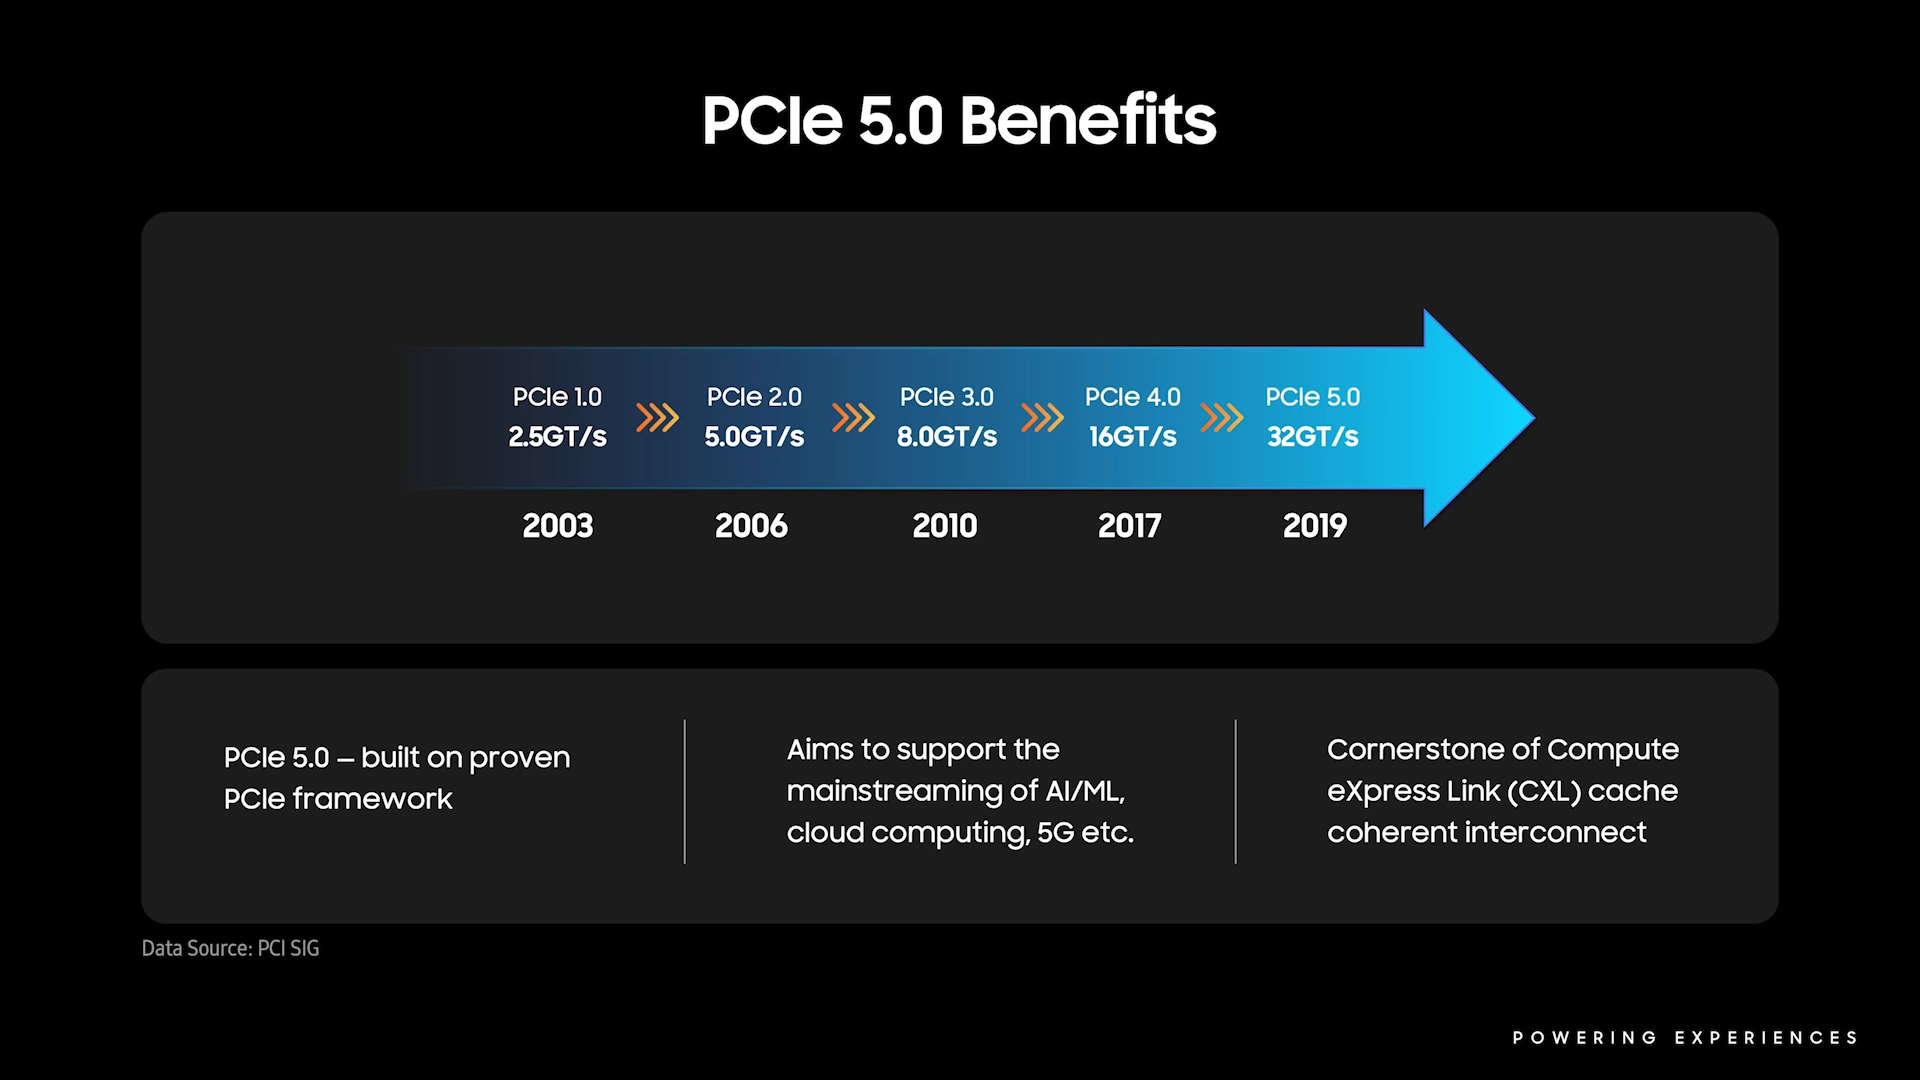 PCIe 5.0 Benefits
PCIe 1.0
2.5GT/s
2003
PCIe 2.0
5.0GT/s
2006
PCIe 3.0
8.0GT/s
2010
PCIe 4.0
16GT/s
2017
PCIe 5.0
32GT/s
2019
PCIe 5.0 – built on proven
PCIe framework
Aims to support the
mainstreaming of AI/ML,
cloud computing, 5G etc.
Cornerstone of Compute
eXpress Link (CXL) cache
coherent interconnect
Data Source: PCI SIG
POWERING EXPERIENCES